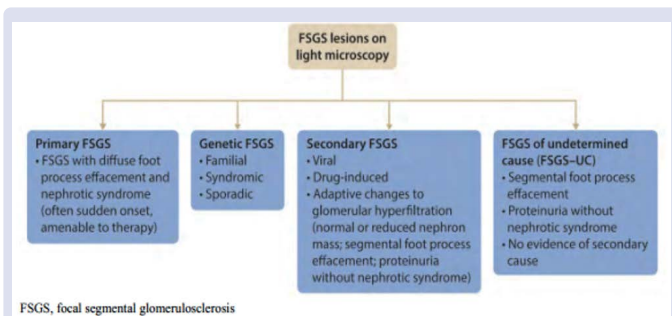 FSGS lesions on
light microscopy
Primary FSGS
• FSGS with diffuse foot
process effacement and
nephrotic syndrome
(often sudden onset,
amenable to therapy)
Genetic FSGS
• Familial
• Syndromic
• Sporadic
Secondary FSGS
• Viral
• Drug-induced
• Adaptive changes to
glomerular hyperfiltration
(normal or reduced nephron
mass; segmental foot process
effacement; proteinuria
without nephrotic syndrome)
FSGS of undetermined
cause (FSGS–UC)
• Segmental foot process
effacement
• Proteinuria without
nephrotic syndrome
• No evidence of secondary
cause
FSGS, focal segmental glomerulosclerosis